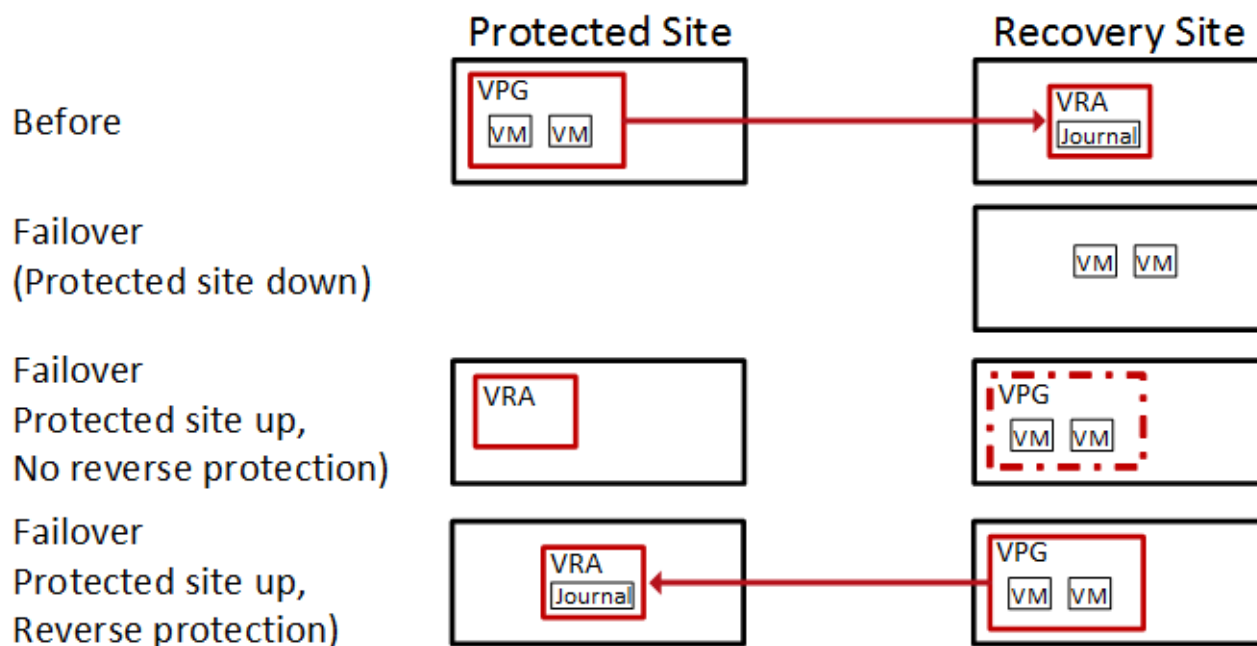 Protected Site
Recovery Site
Before
VPG
VM VM
VRA
Journal
Failover
(Protected site down)
VM VM
Failover
Protected site up,
No reverse protection)
VRA
VPG
VM VM
Failover
Protected site up,
Reverse protection)
VRA
Journal
VPG
VM VM